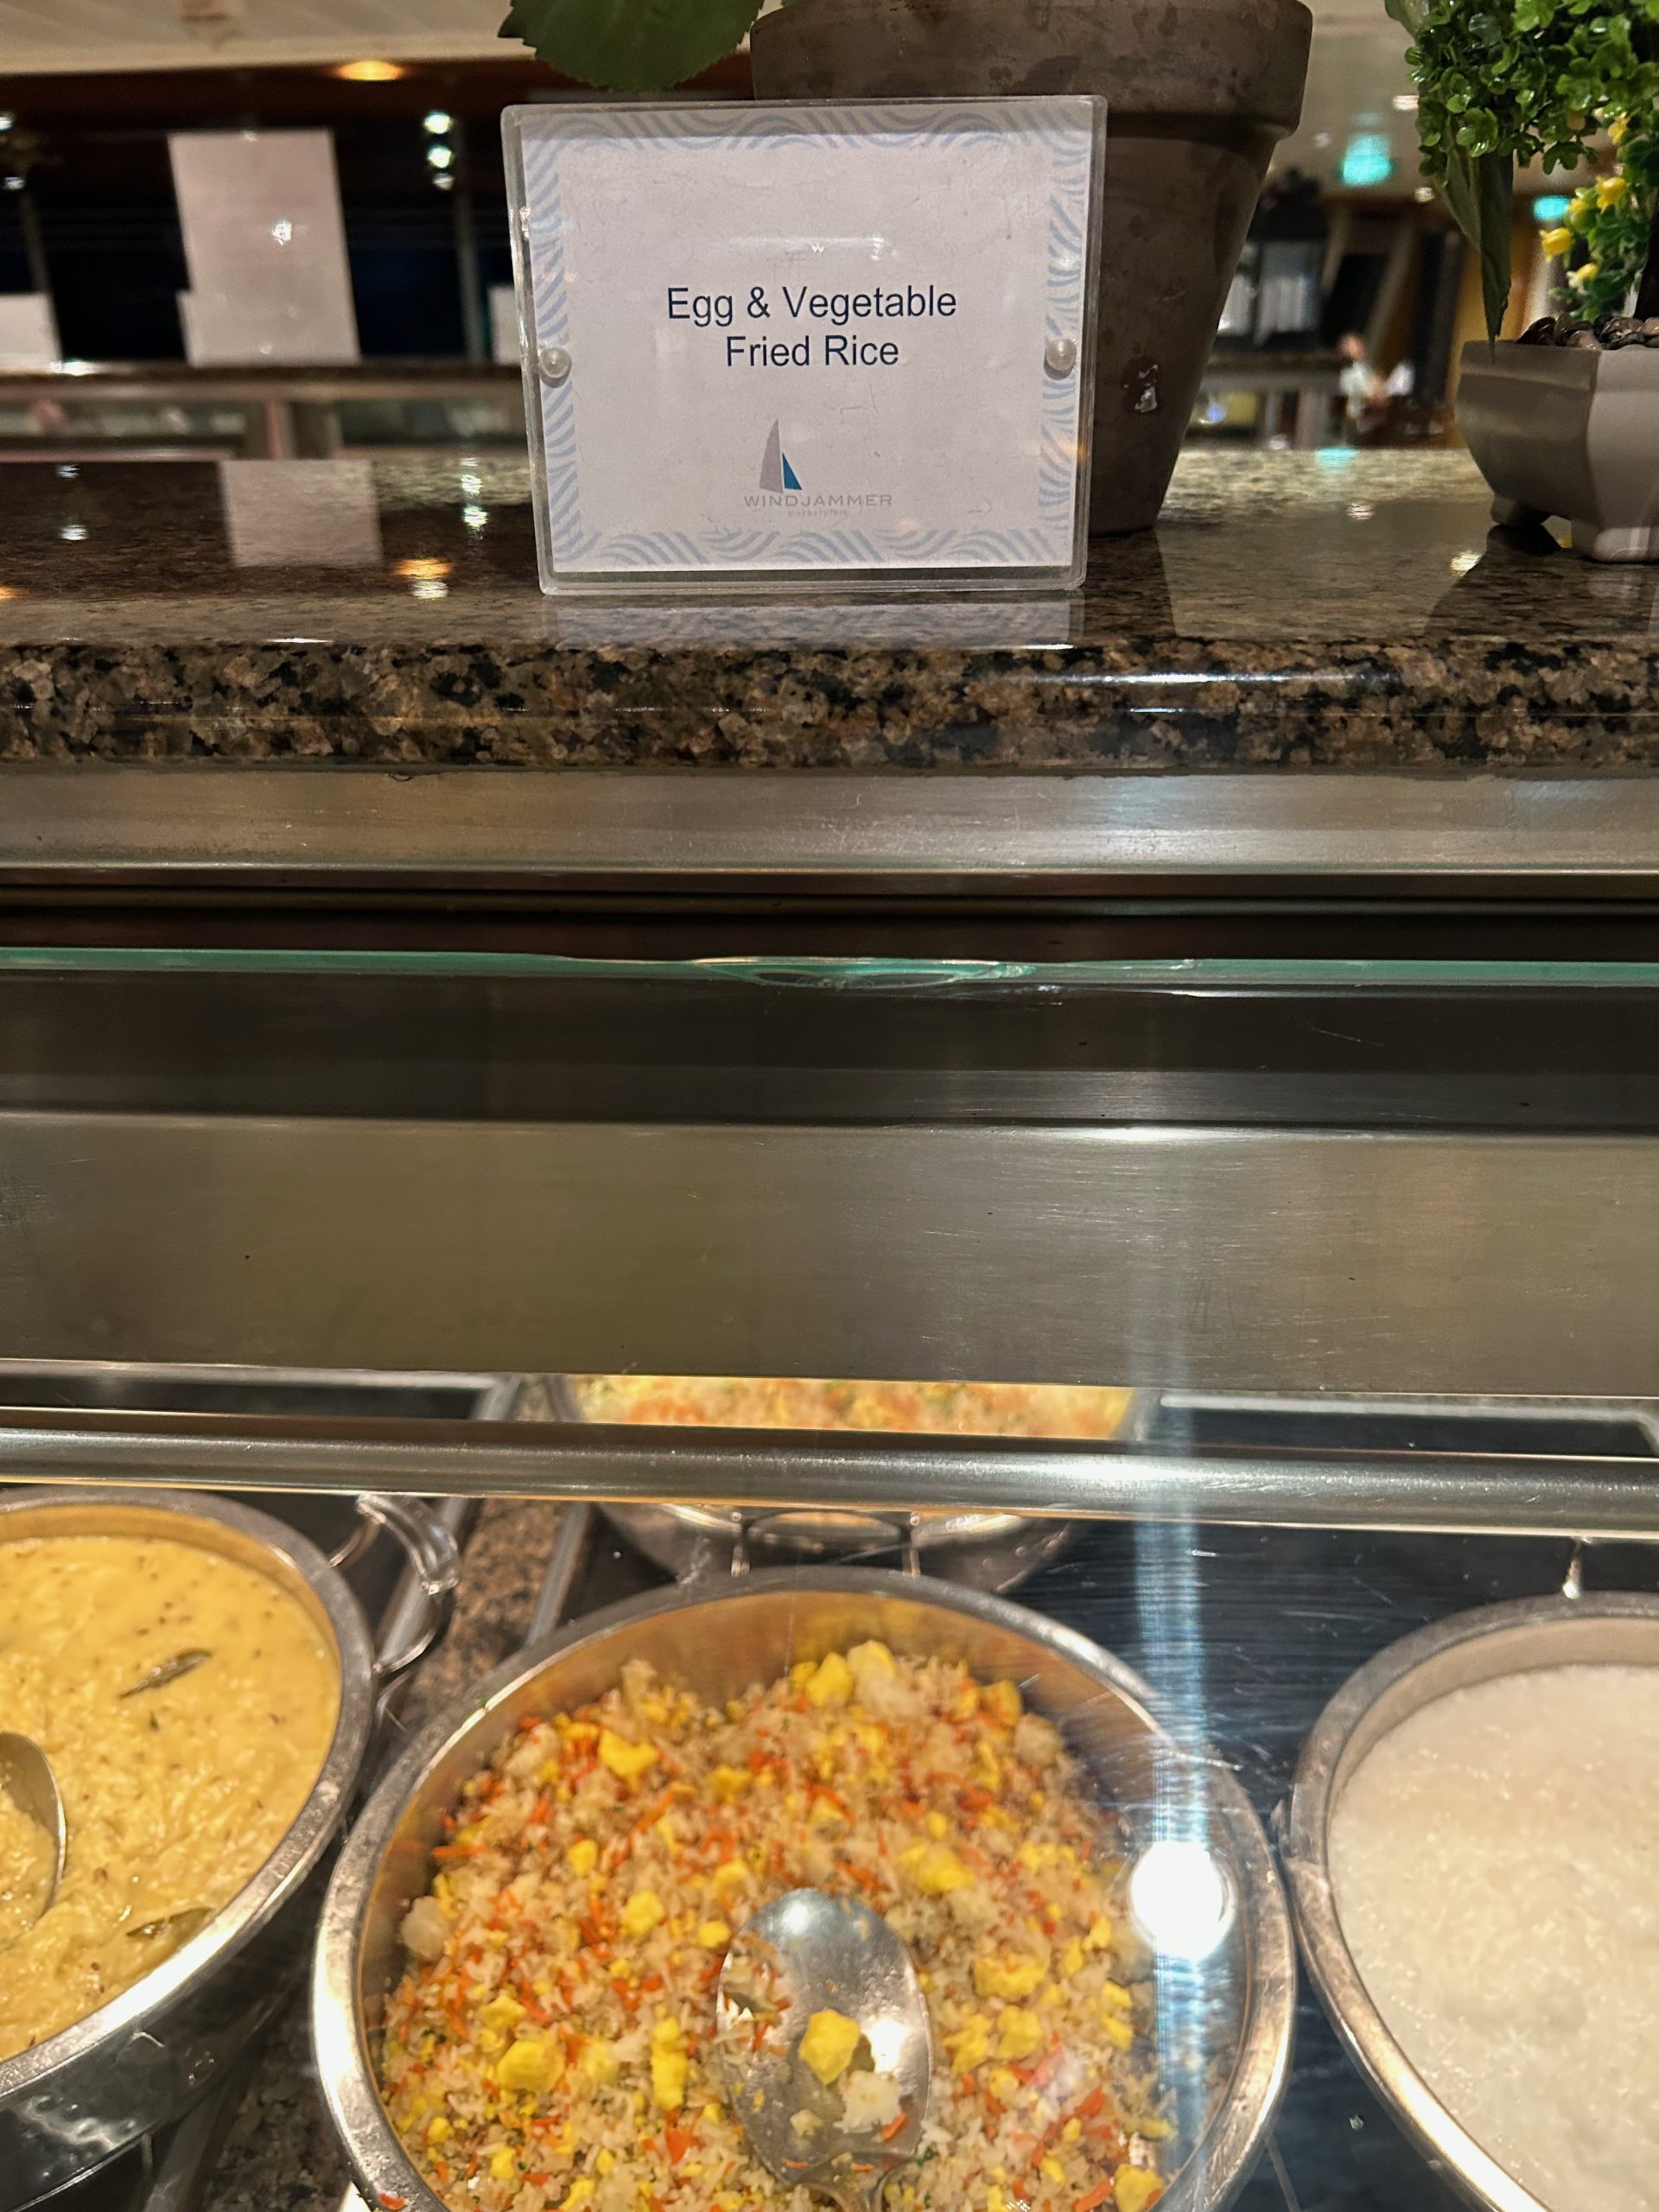 Egg & Vegetable
Fried Rice
WINDJAMMER